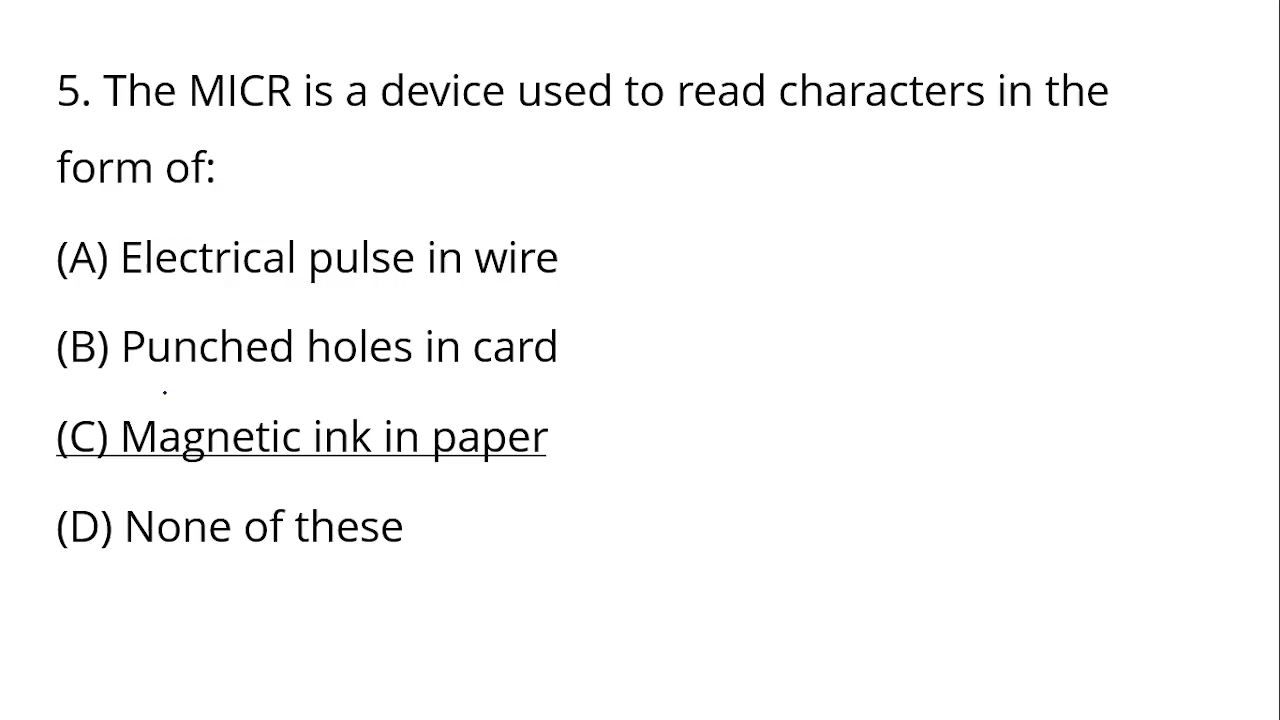 5. The MICR is a device used to read characters in the
form of:
(A) Electrical pulse in wire
(B) Punched holes in card
(C) Magnetic ink in paper
(D) None of these